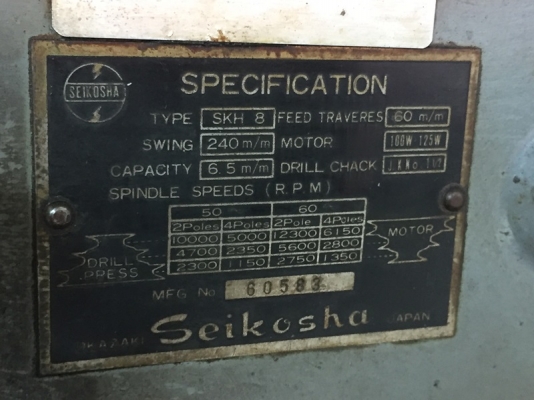 SEIKOSHA
SPECIFICATION
TYPE SKH 8 FEED TRAVERES 60 m/m
SWING 240 m/m MOTOR 100W 125W
CAPACITY 6.5 m/m DRILL CHACK
SPINDLE SPEEDS (R.P.M)
50 60
2Poles 4Poles 2Pole 4Poles
10000 5000 12300 6150
4700 2350 5600 2800
2300 1150 2750 1350
DRILL PRESS
MOTOR
MFG No 60583
OKAZAKI Seikosha JAPAN